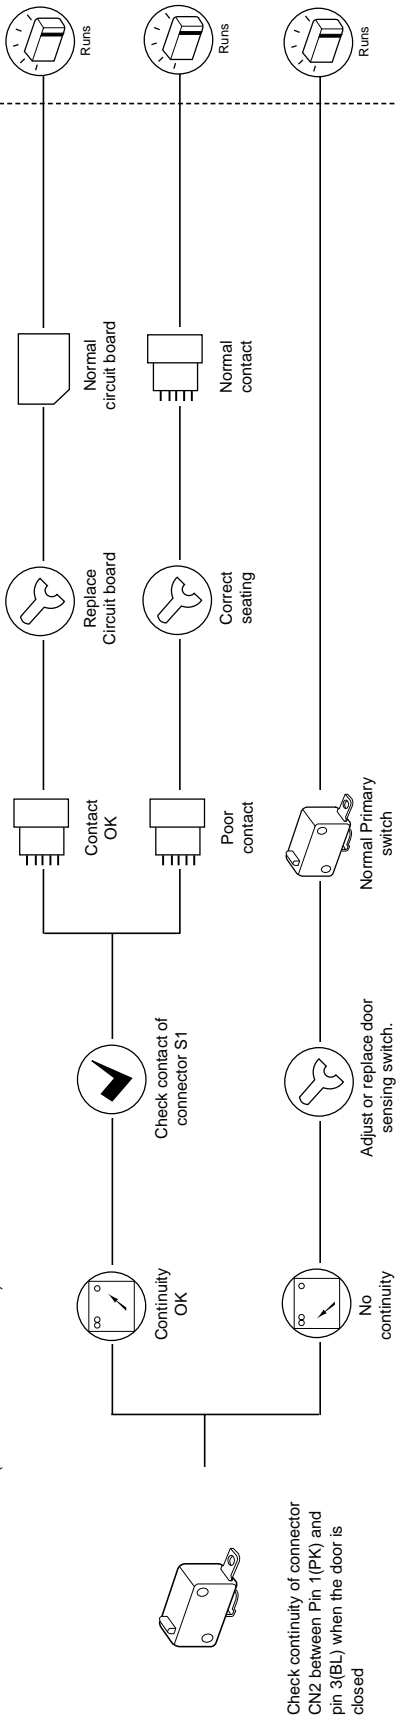 Check continuity of connector
CN2 between Pin 1(PK) and
pin 3(BL) when the door is
closed
Continuity
OK
Check contact of
connector S1
Contact
OK
Replace
Circuit board
Normal
circuit board
Runs
Poor
contact
Correct
seating
Normal
contact
Runs
No
continuity
Adjust or replace door
sensing switch.
Normal Primary
switch
Runs